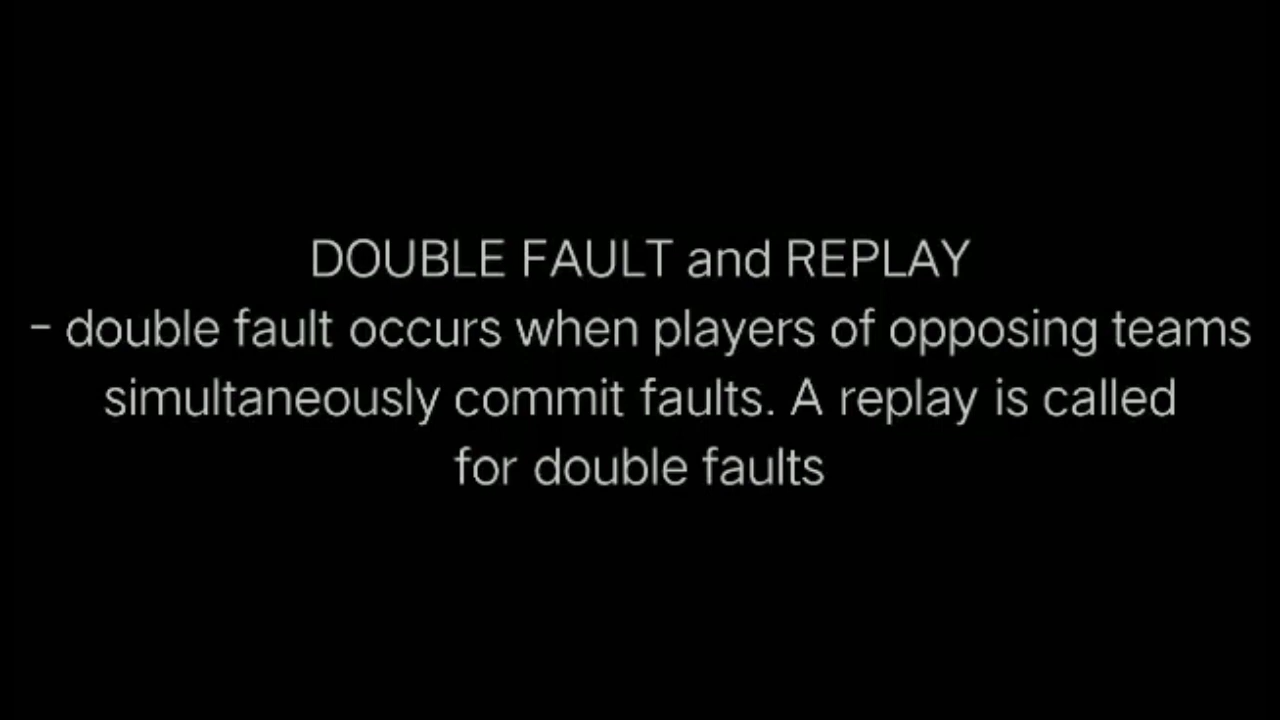 DOUBLE FAULT and REPLAY
- double fault occurs when players of opposing teams
simultaneously commit faults. A replay is called
for double faults